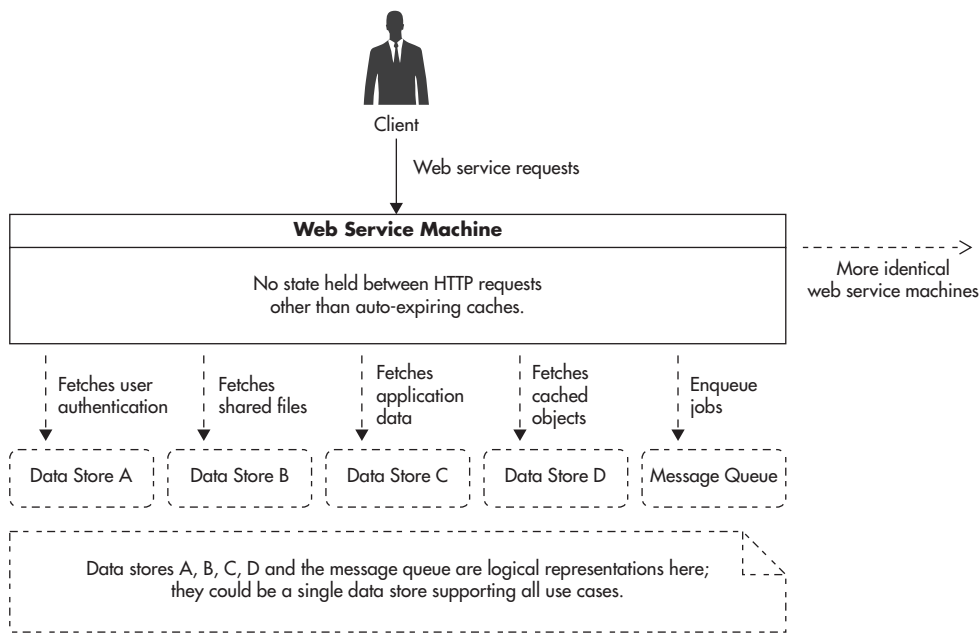 Client
Web service requests
Web Service Machine
No state held between HTTP requests
other than auto-expiring caches.
More identical
web service machines
Fetches user
authentication
Fetches
shared files
Fetches
application
data
Fetches
cached
objects
Enqueue
jobs
Data Store A
Data Store B
Data Store C
Data Store D
Message Queue
Data stores A, B, C, D and the message queue are logical representations here;
they could be a single data store supporting all use cases.